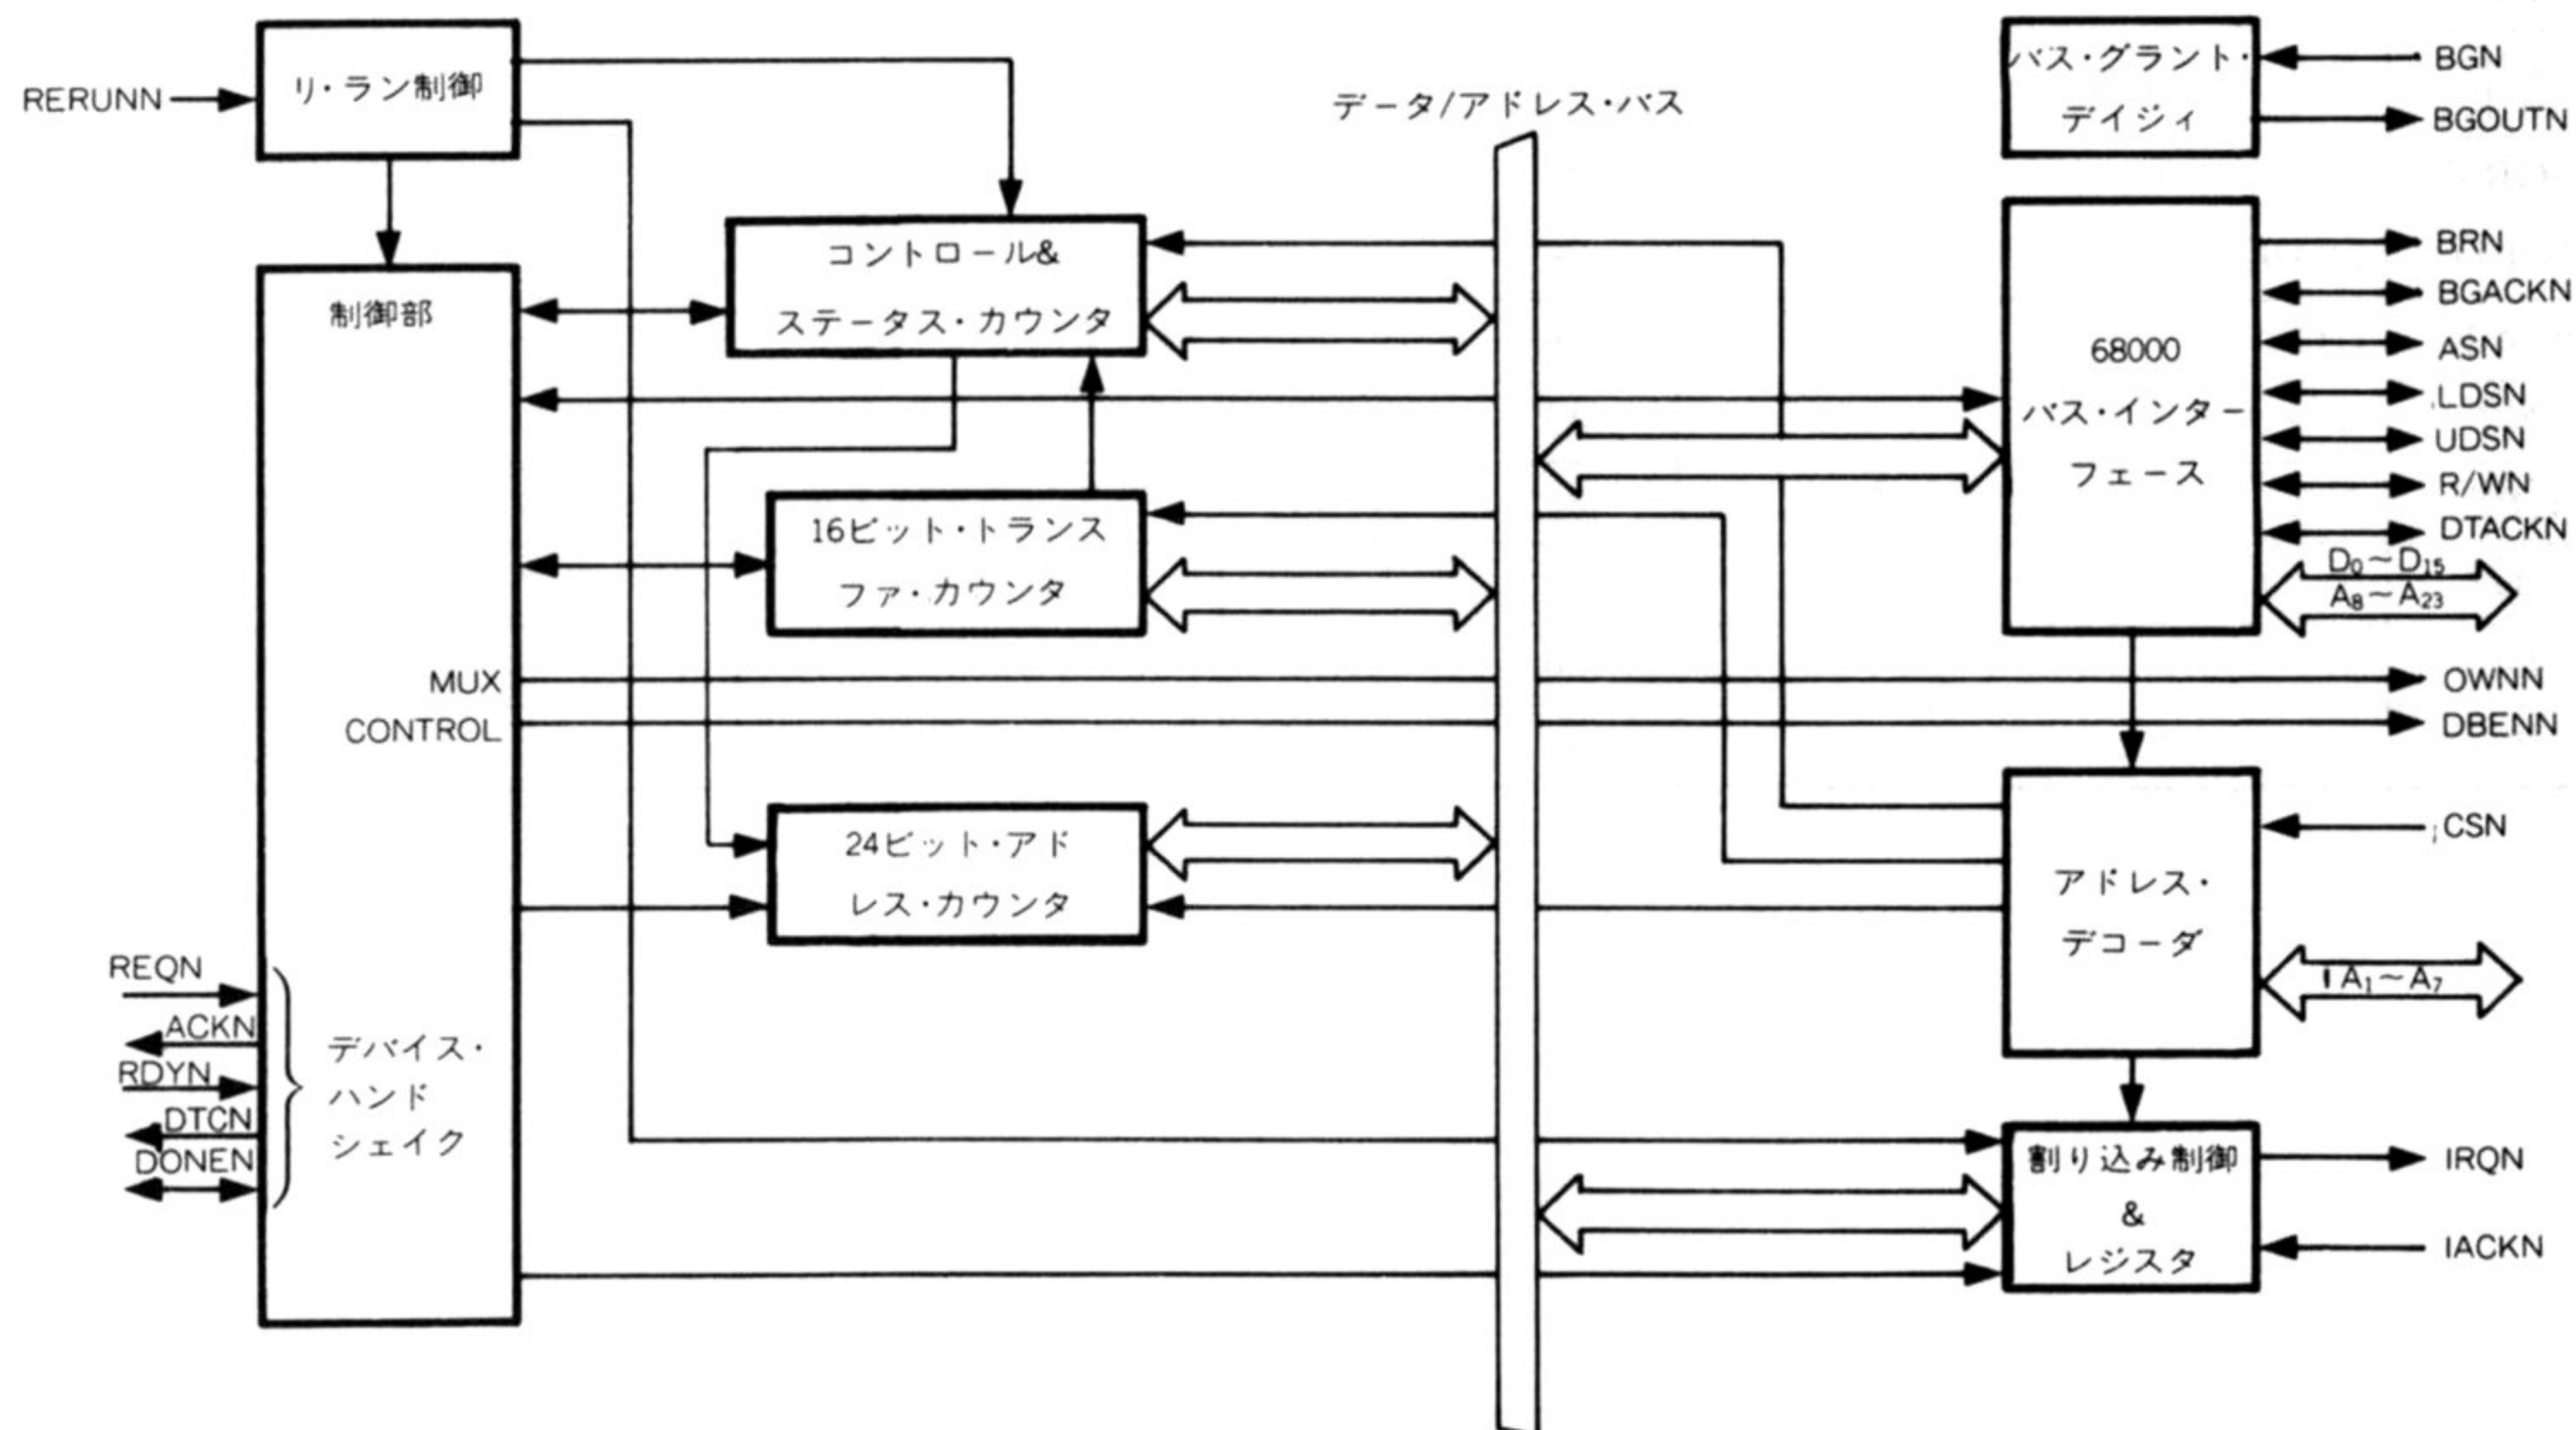 RERUNN
リ・ラン制御
データ/アドレス・バス
バス・グラント・
デイジィ
BGN
BGOUTN
制御部
コントロール&
ステータス・カウンタ
68000
バス・インター
フェース
BRN
BGACKN
ASN
LDSN
UDSN
R/WN
DTACKN
D₀〜D₁₅
A₈〜A₂₃
16ビット・トランス
ファ・カウンタ
MUX
CONTROL
OWNN
DBENN
24ビット・アド
レス・カウンタ
アドレス・
デコーダ
CSN
A₁〜A₇
REQN
ACKN
RDYN
DTCN
DONEN
デバイス・
ハンド
シェイク
割り込み制御
&
レジスタ
IRQN
IACKN